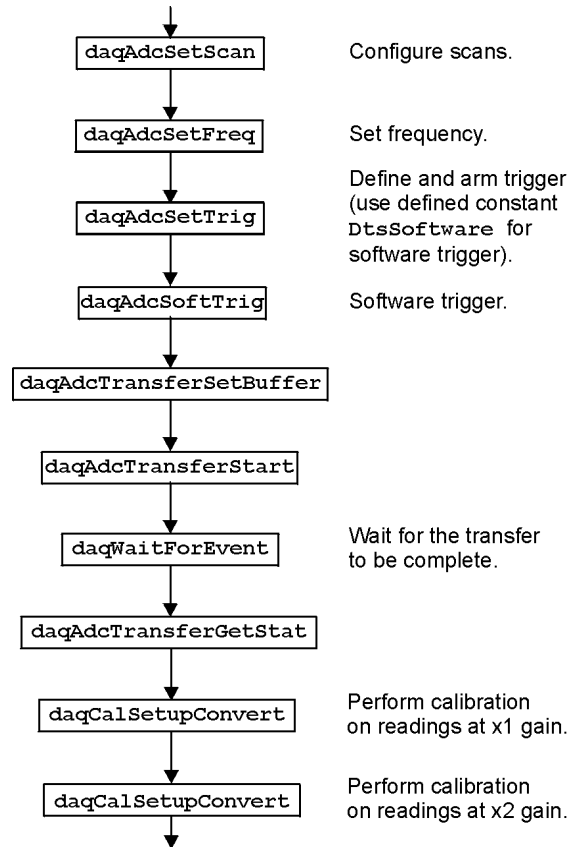 daqAdcSetScan
Configure scans.
daqAdcSetFreq
Set frequency.
daqAdcSetTrig
Define and arm trigger
(use defined constant
DtsSoftware for
software trigger).
daqAdcSoftTrig
Software trigger.
daqAdcTransferSetBuffer
daqAdcTransferStart
daqWaitForEvent
Wait for the transfer
to be complete.
daqAdcTransferGetStat
daqCalSetupConvert
Perform calibration
on readings at x1 gain.
daqCalSetupConvert
Perform calibration
on readings at x2 gain.